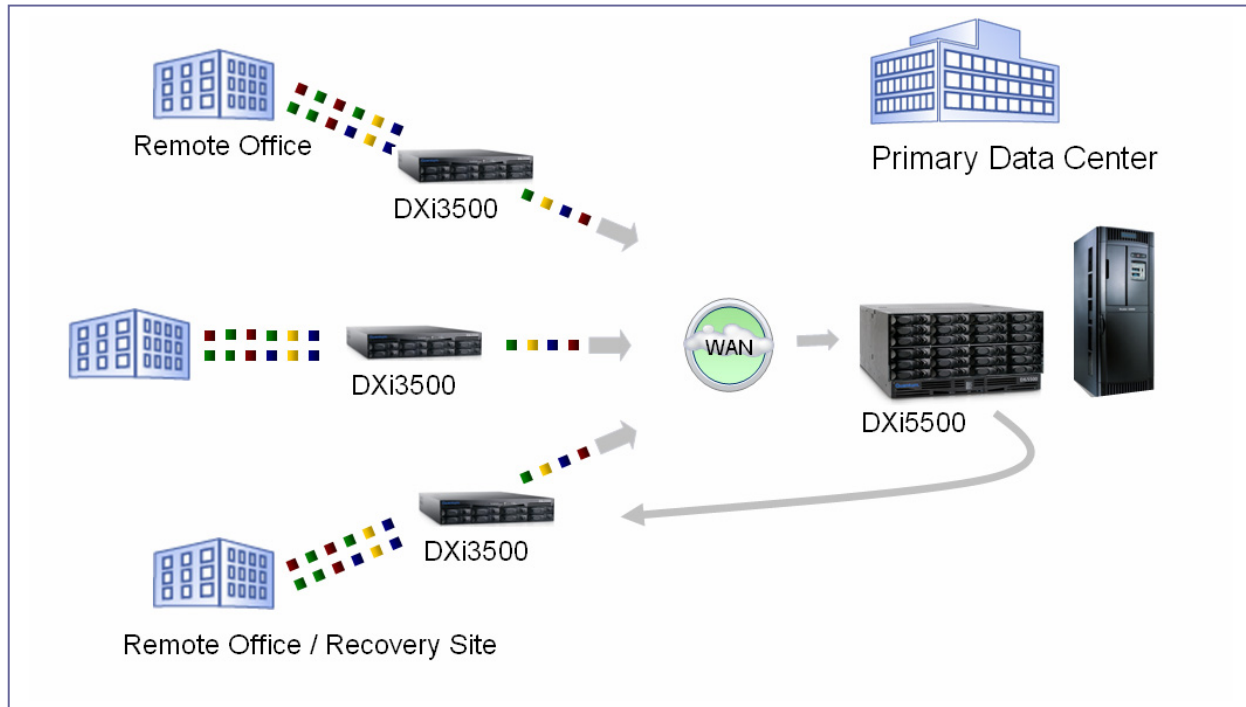 Remote Office
Primary Data Center
DXi3500
DXi3500
WAN
DXi5500
DXi3500
Remote Office / Recovery Site